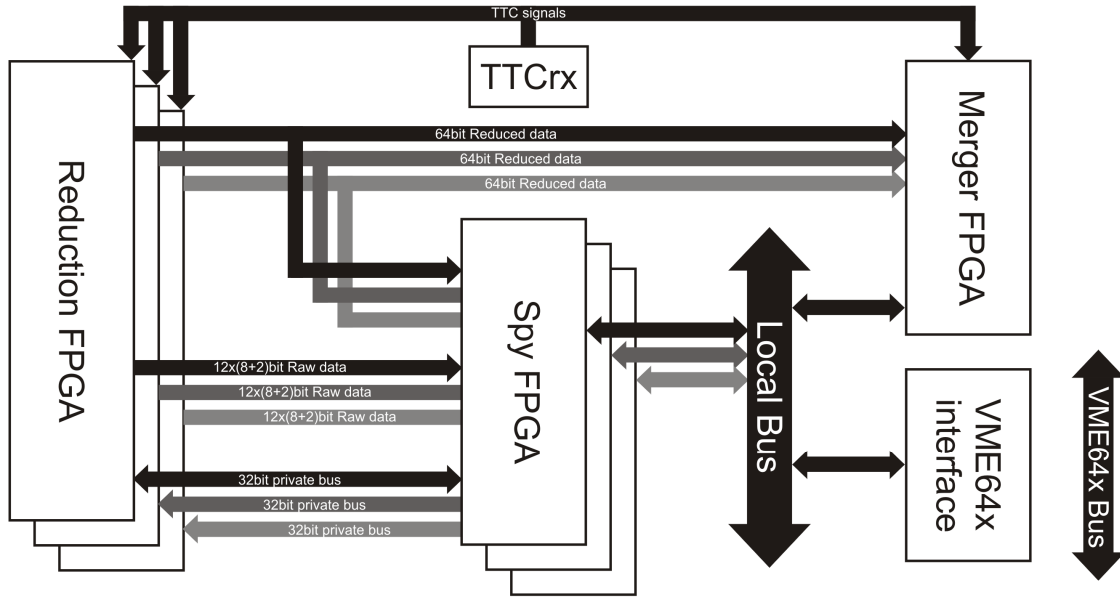 TTC signals
TTCrx
64bit Reduced data
64bit Reduced data
64bit Reduced data
Reduction FPGA
Merger FPGA
Spy FPGA
Local Bus
12x(8+2)bit Raw data
12x(8+2)bit Raw data
12x(8+2)bit Raw data
32bit private bus
32bit private bus
32bit private bus
VME64x
interface
VME64x Bus